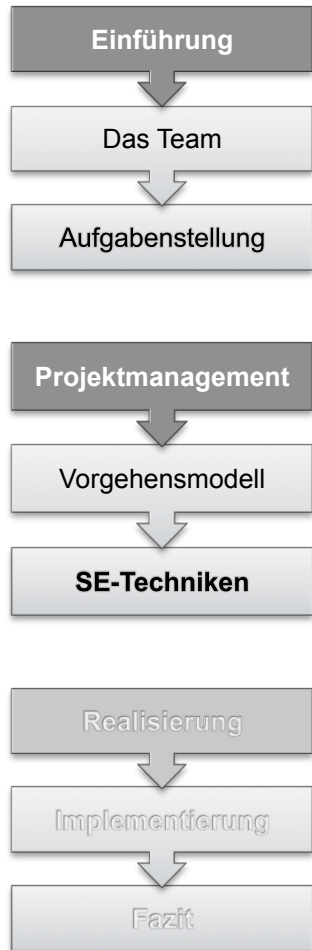 Einführung
Das Team
Aufgabenstellung
Projektmanagement
Vorgehensmodell
SE-Techniken
Realisierung
Implementierung
Fazit